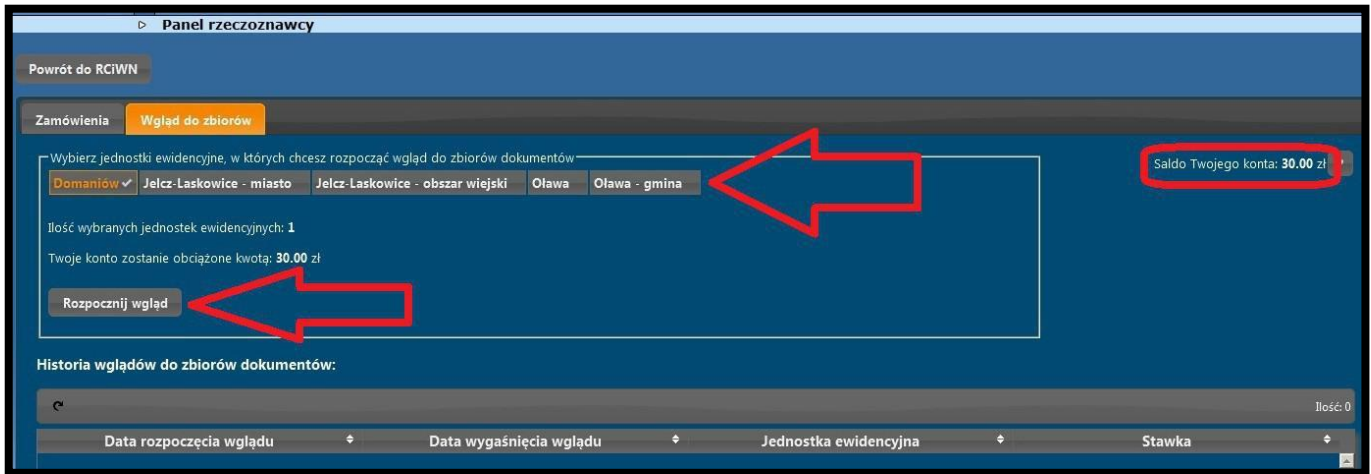 Panel rzeczoznawcy
Powrót do RCiWN
Zamówienia Wgląd do zbiorów
Wybierz jednostki ewidencyjne, w których chcesz rozpocząć wgląd do zbiorów dokumentów
Saldo Twojego konta: 30.00 zł
Domaniów Jelcz-Laskowice - miasto Jelcz-Laskowice - obszar wiejski Oława Oława - gmina
Ilość wybranych jednostek ewidencyjnych: 1
Twoje konto zostanie obciążone kwotą: 30.00 zł
Rozpocznij wgląd
Historia wglądów do zbiorów dokumentów:
Ilość: 0
Data rozpoczęcia wglądu Data wygaśnięcia wglądu Jednostka ewidencyjna Stawka